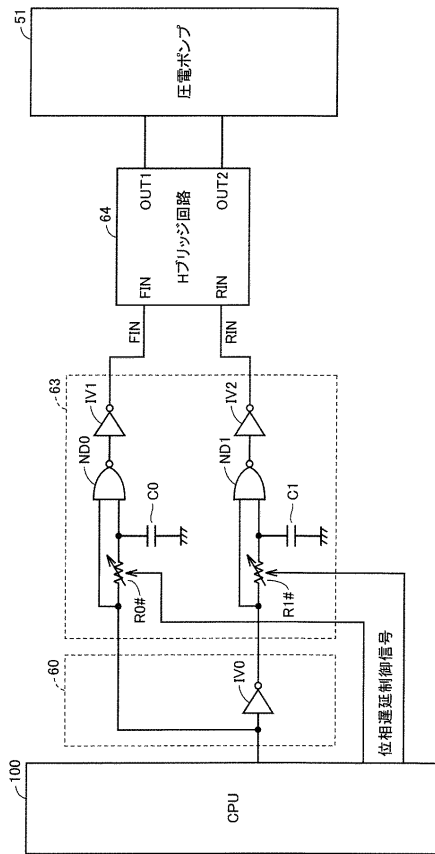 100
CPU
60
IV0
位相遅延制御信号
63
R0#
C0
ND0
IV1
R1#
C1
ND1
IV2
FIN
RIN
64
FIN
RIN
Hブリッジ回路
OUT1
OUT2
51
圧電ポンプ